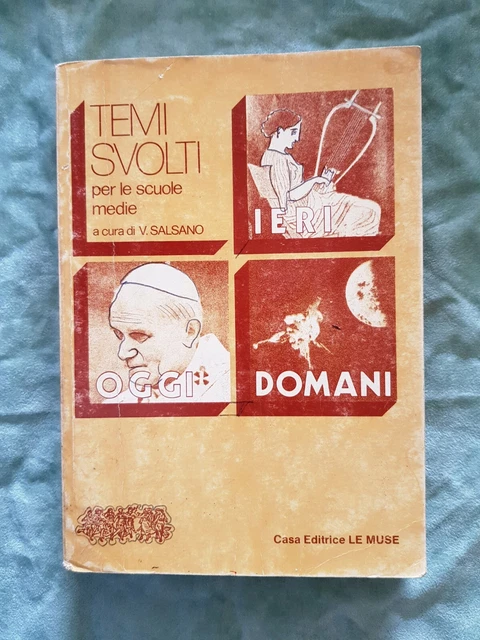 TEMI
SVOLTI
per le scuole
medie
a cura di V. SALSANO
IERI
OGGI
DOMANI
Casa Editrice LE MUSE